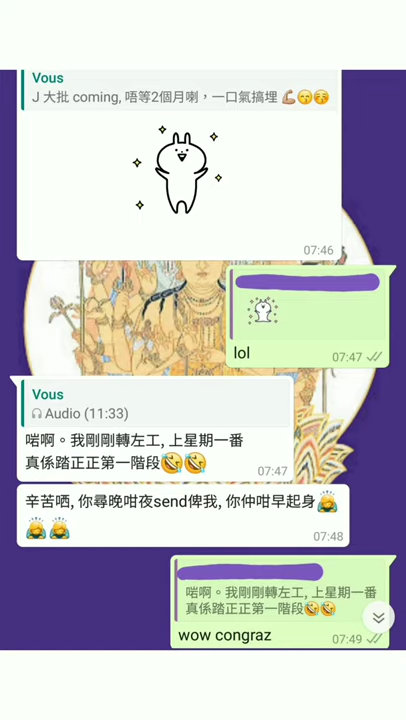 Vous
J 大批 coming, 唔等2個月喇，一口氣搞埋 💪🏽😙😚
07:46
lol
07:47
Vous
Audio (11:33)
啱啊。我剛剛轉左工, 上星期一番
真係踏正正第一階段🤣🤣
07:47
辛苦哂, 你尋晚咁夜send俾我, 你仲咁早起身🙇
🙇🙇
07:48
啱啊。我剛剛轉左工, 上星期一番
真係踏正正第一階段🤣🤣
wow congraz
07:49